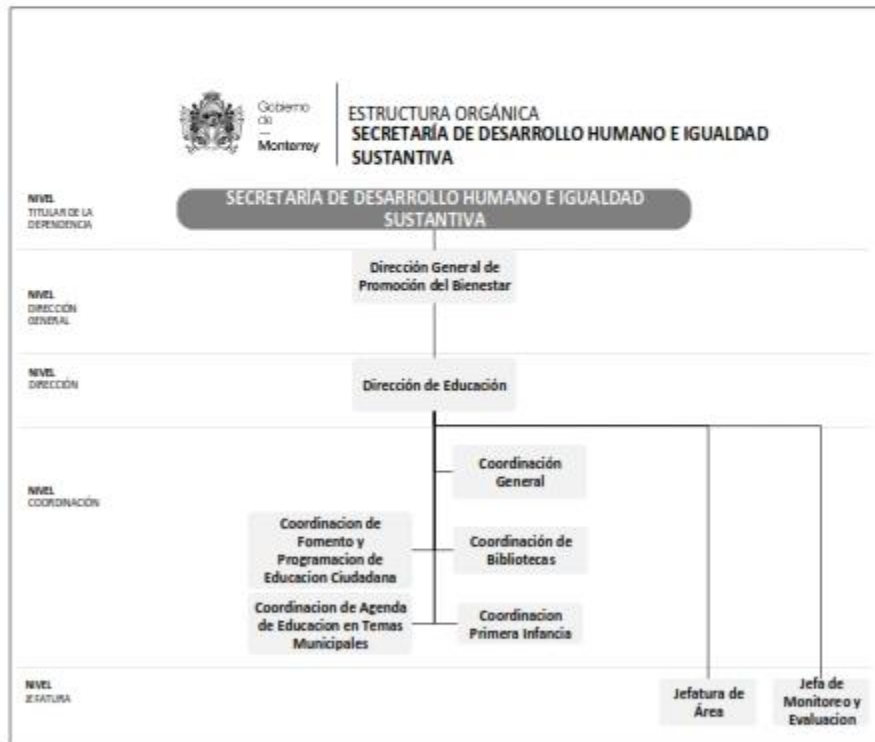 Gobierno
de
—
Monterrey
ESTRUCTURA ORGÁNICA
SECRETARÍA DE DESARROLLO HUMANO E IGUALDAD
SUSTANTIVA
NIVEL
TITULAR DE LA
DEPENDENCIA
SECRETARÍA DE DESARROLLO HUMANO E IGUALDAD
SUSTANTIVA
NIVEL
DIRECCIÓN
GENERAL
Dirección General de
Promoción del Bienestar
NIVEL
DIRECCIÓN
Dirección de Educación
NIVEL
COORDINACIÓN
Coordinación
General
Coordinacion de
Fomento y
Programacion de
Educacion Ciudadana
Coordinación de
Bibliotecas
Coordinacion de Agenda
de Educacion en Temas
Municipales
Coordinacion
Primera Infancia
NIVEL
JEFATURA
Jefatura de
Área
Jefa de
Monitoreo y
Evaluacion